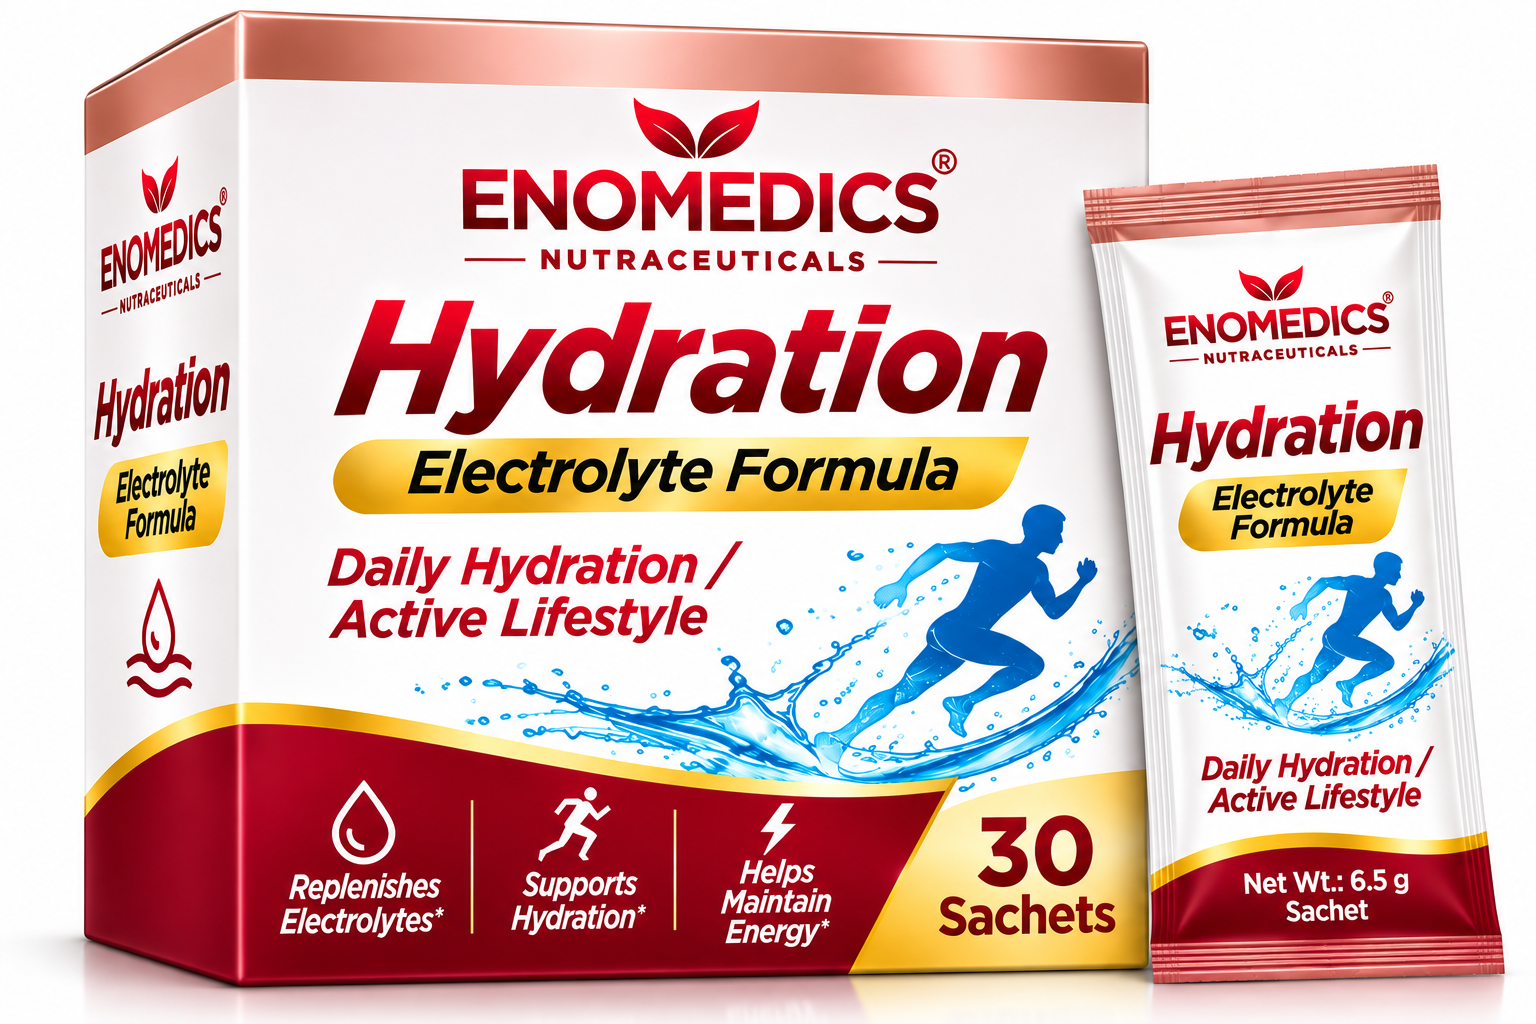 ENOMEDICS®
NUTRACEUTICALS
Hydration
Electrolyte
Formula
ENOMEDICS®
NUTRACEUTICALS
Hydration
Electrolyte Formula
Daily Hydration /
Active Lifestyle
Replenishes
Electrolytes*
Supports
Hydration*
Helps
Maintain
Energy*
30
Sachets
ENOMEDICS®
NUTRACEUTICALS
Hydration
Electrolyte
Formula
Daily Hydration /
Active Lifestyle
Net Wt.: 6.5 g
Sachet